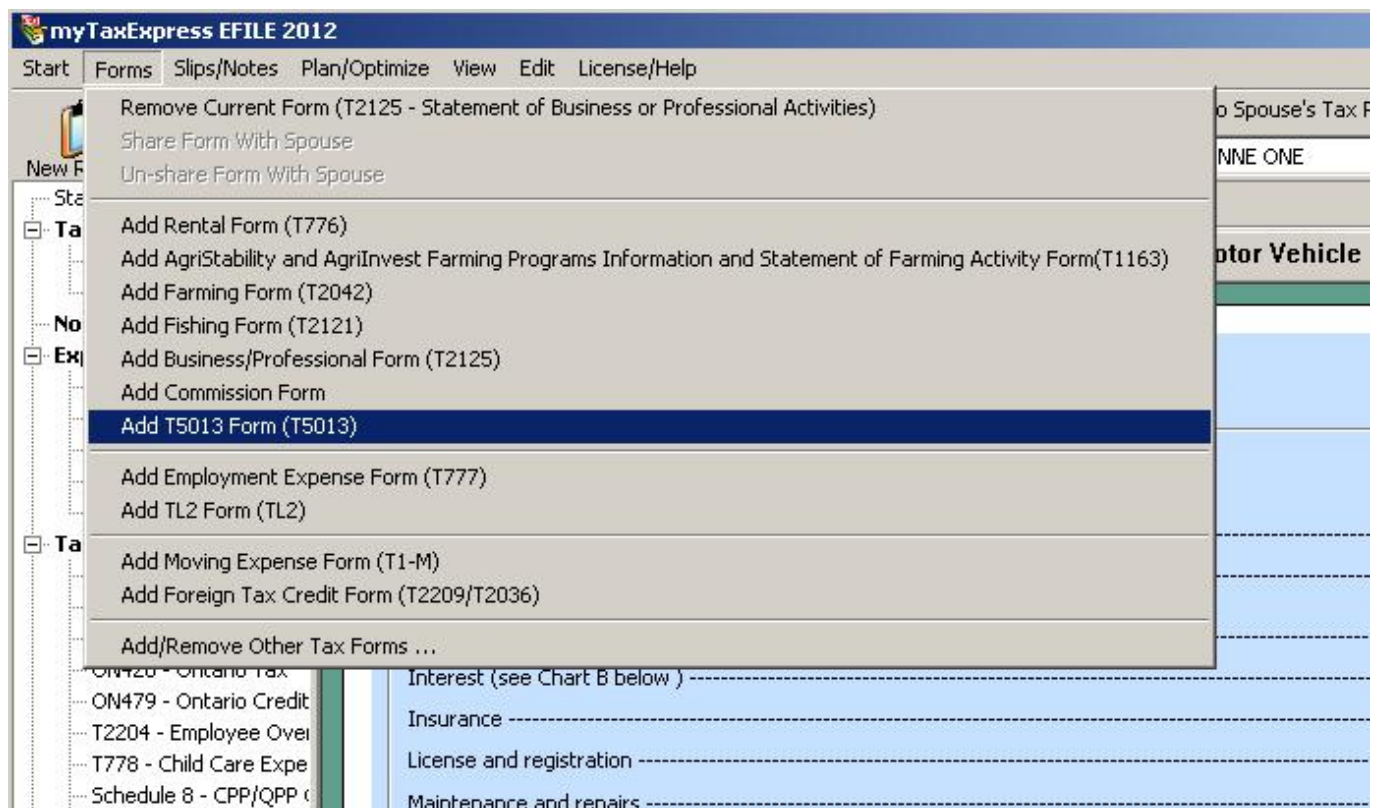 myTaxExpress EFILE 2012
Start Forms Slips/Notes Plan/Optimize View Edit License/Help
Remove Current Form (T2125 - Statement of Business or Professional Activities)
Share Form With Spouse
Un-share Form With Spouse
o Spouse's Tax
New
NNE ONE
Add Rental Form (T776)
Add AgriStability and AgriInvest Farming Programs Information and Statement of Farming Activity Form(T1163)
otor Vehicle
Add Farming Form (T2042)
Add Fishing Form (T2121)
No
Add Business/Professional Form (T2125)
Add Commission Form
Add T5013 Form (T5013)
Add Employment Expense Form (T777)
Add TL2 Form (TL2)
Ta
Add Moving Expense Form (T1-M)
Add Foreign Tax Credit Form (T2209/T2036)
Add/Remove Other Tax Forms ...
ON428 - Ontario Tax
Interest (see Chart B below )
ON479 - Ontario Credit
Insurance
T2204 - Employee Over
License and registration
T778 - Child Care Expe
Schedule 8 - CPP/QPP
Maintenance and repairs